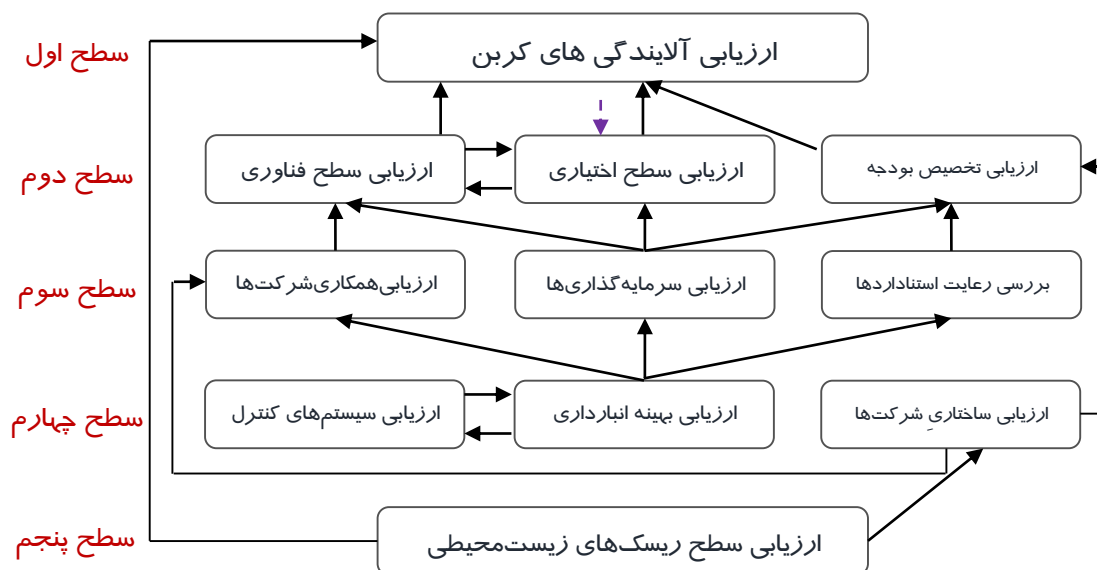 سطح اول
ارزیابی آلایندگی های کربن
سطح دوم
ارزیابی تخصیص بودجه
ارزیابی سطح اختیاری
ارزیابی سطح فناوری
سطح سوم
بررسی رعایت استنادارد‌ها
ارزیابی سرمایه‌گذاری‌ها
ارزیابی‌همکاری‌شرکت‌ها
سطح چهارم
ارزیابی ساختاریِ شرکت‌ها
ارزیابی بهینه انبارداری
ارزیابی سیستم‌های کنترل
سطح پنجم
ارزیابی سطح ریسک‌های زیست‌محیطی